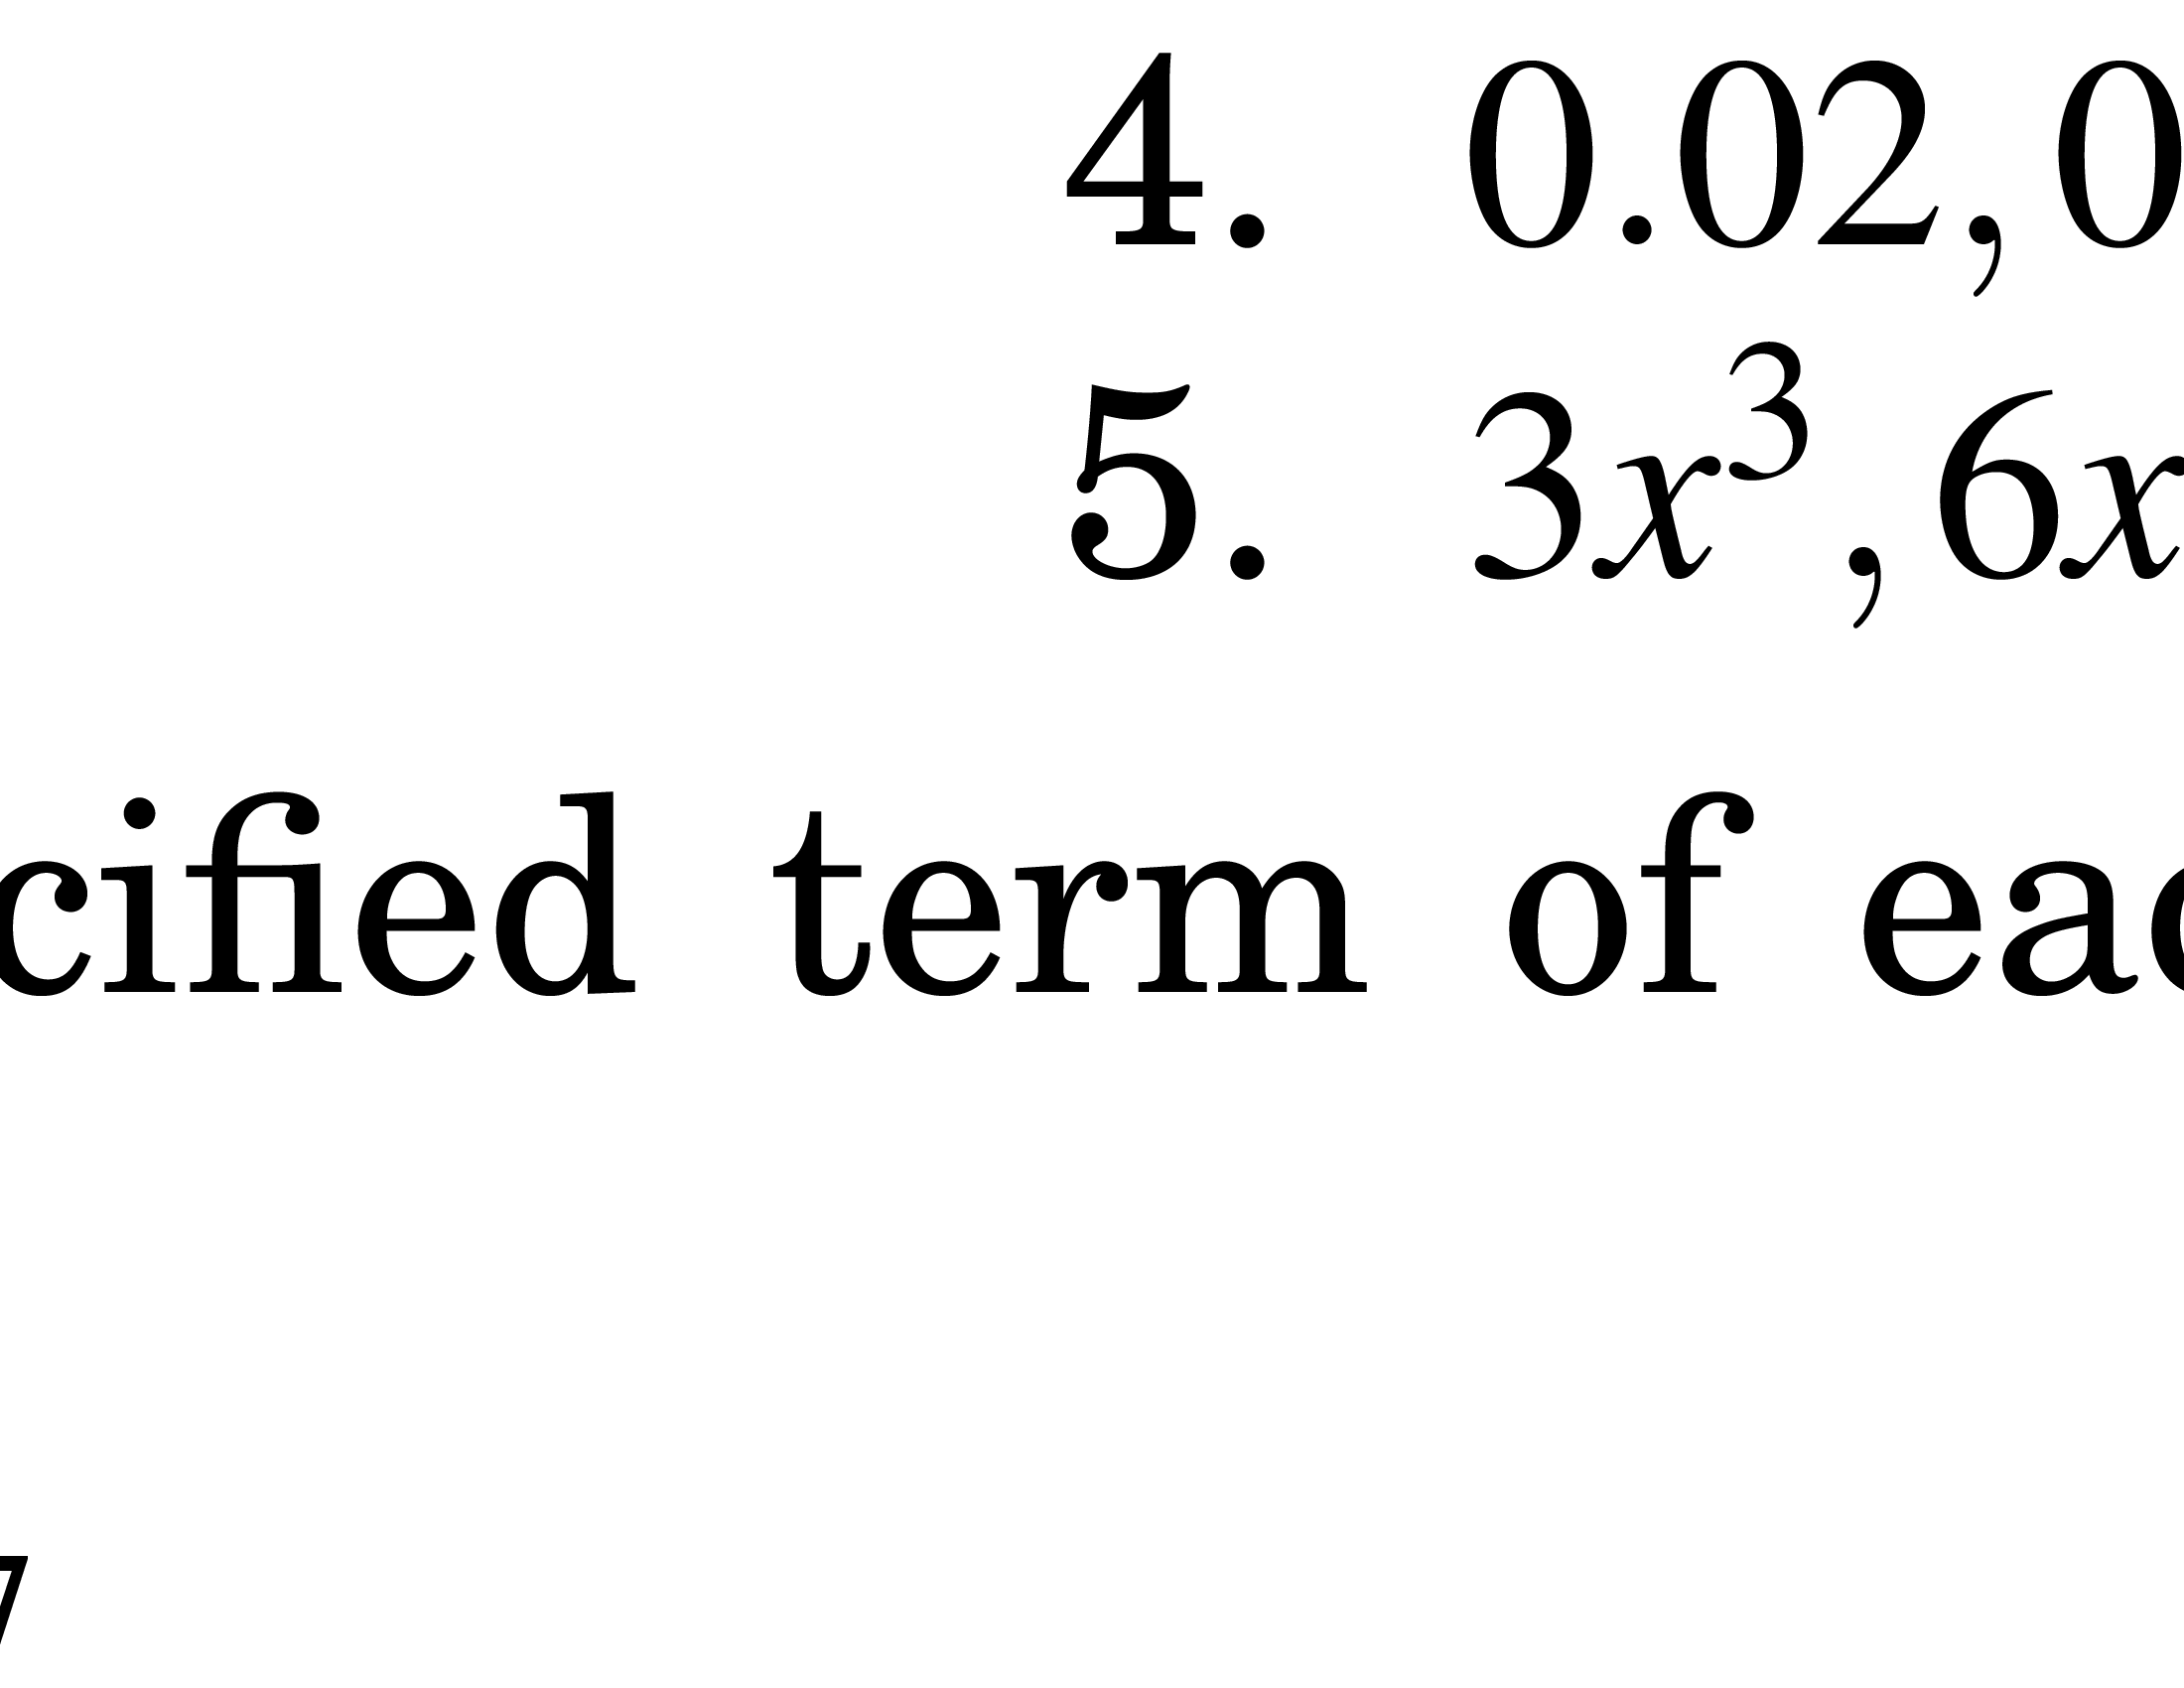 4. 0.02, 0
5. 3x³, 6x
cified term of eac
7